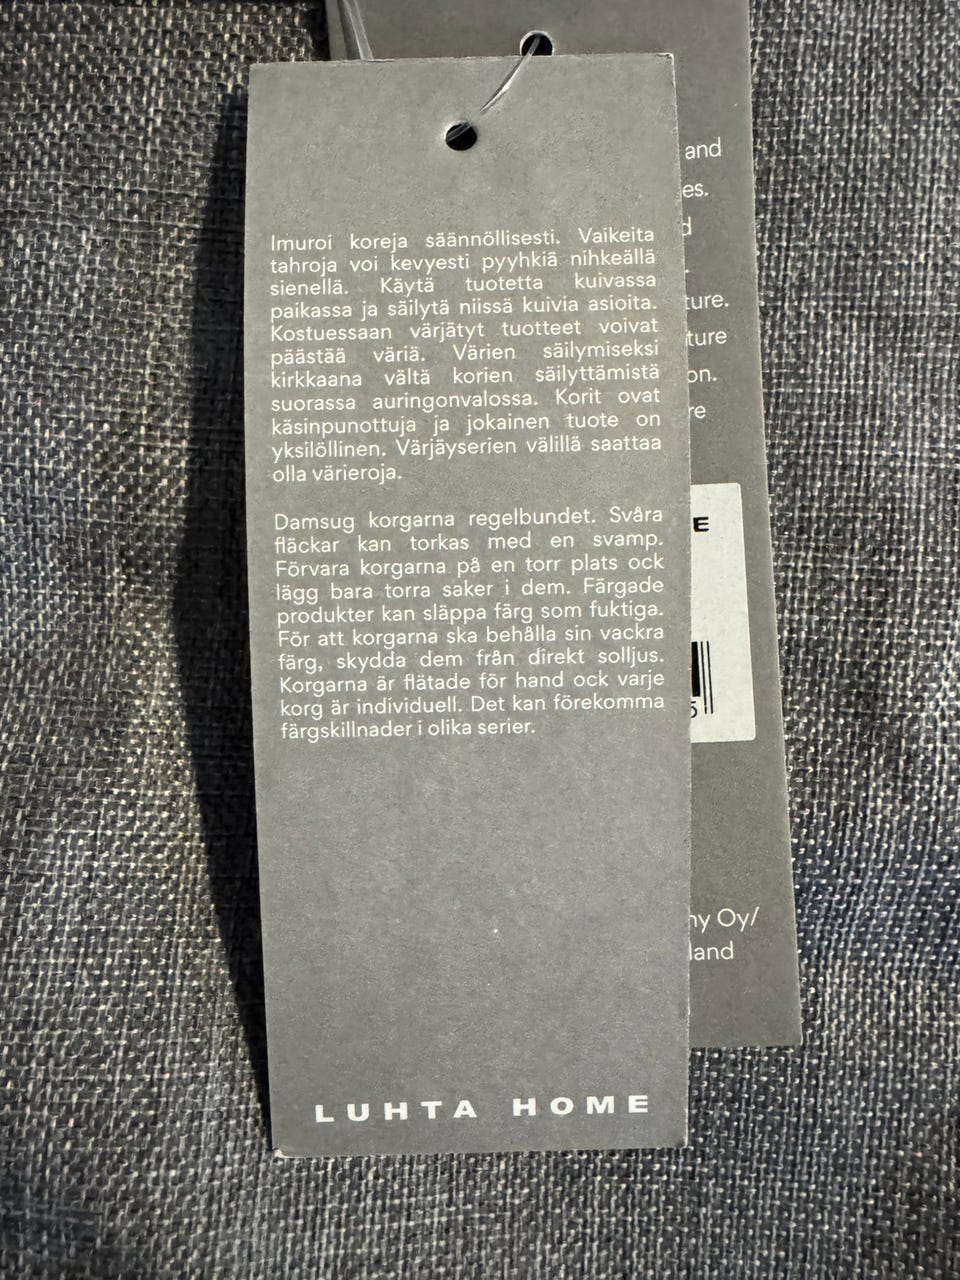 Imuroi koreja säännöllisesti. Vaikeita
tahroja voi kevyesti pyyhkiä nihkeällä
sienellä. Käytä tuotetta kuivassa
paikassa ja säilytä niissä kuivia asioita.
Kostuessaan värjätyt tuotteet voivat
päästää väriä. Värien säilymiseksi
kirkkaana vältä korien säilyttämistä
suorassa auringonvalossa. Korit ovat
käsinpunottuja ja jokainen tuote on
yksilöllinen. Värjäyserien välillä saattaa
olla värieroja.
Damsug korgarna regelbundet. Svåra
fläckar kan torkas med en svamp.
Förvara korgarna på en torr plats ock
lägg bara torra saker i dem. Färgade
produkter kan släppa färg som fuktiga.
För att korgarna ska behålla sin vackra
färg, skydda dem från direkt solljus.
Korgarna är flätade för hand ock varje
korg är individuell. Det kan förekomma
färgskillnader i olika serier.
LUHTA HOME
and
es.
d
ture.
ture
on.
re
E
5
ny Oy/
land